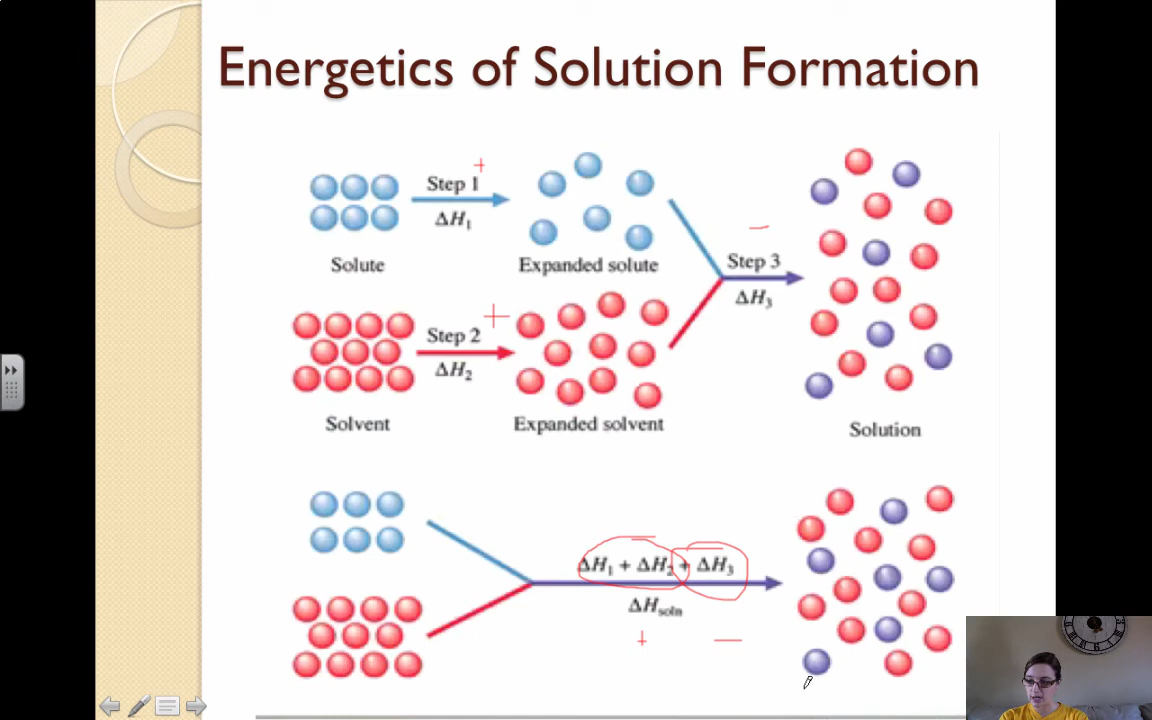 Energetics of Solution Formation
+
Step 1
ΔH₁
Solute
Expanded solute
−
Step 3
ΔH₃
+
Step 2
ΔH₂
Solvent
Expanded solvent
Solution
ΔH₁ + ΔH₂ + ΔH₃
ΔHsoln
+ −